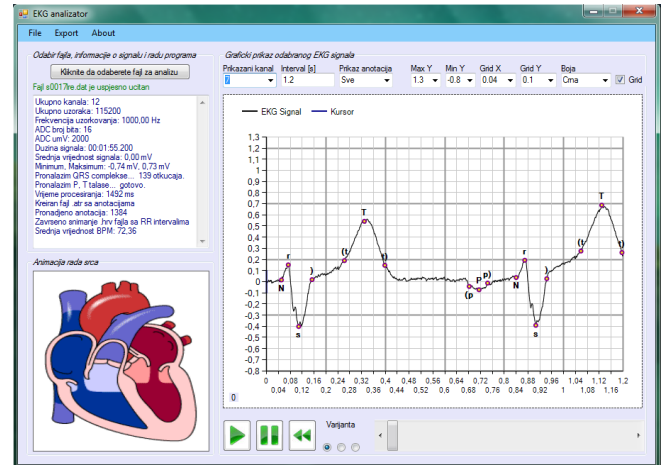 EKG analizator
File Export About
Odabir fajla, informacije o signalu i radu programa
Kliknite da odaberete fajl za analizu
Fajl s0017lre.dat je uspjesno ucitan
Ukupno kanala: 12
Ukupno uzoraka: 115200
Frekvencija uzorkovanja: 1000,00 Hz
ADC broj bita: 16
ADC umV: 2000
Duzina signala: 00:01:55.200
Srednja vrijednost signala: 0,00 mV
Minimum, Maksimum: -0,74 mV, 0,73 mV
Pronalazim QRS complekse... 139 otkucaja.
Pronalazim P, T talase... gotovo.
Vrijeme procesiranja: 1492 ms
Kreiran fajl .atr sa anotacijama
Pronadjeno anotacija: 1384
Zavrseno snimanje .hrv fajla sa RR intervalima
Srednja vrijednost BPM: 72,36
Animacija rada srca
Graficki prikaz odabranog EKG signala
Prikazani kanal Interval [s] Prikaz anotacija Max Y Min Y Grid X Grid Y Boja
7 1.2 Sve 1.3 -0.8 0.04 0.1 Crna Grid
EKG Signal Kursor
1,3
1,2
1,1
1
0,9
0,8
0,7
0,6
0,5
0,4
0,3
0,2
0,1
0
-0,1
-0,2
-0,3
-0,4
-0,5
-0,6
-0,7
-0,8
N r s ) (t T t) (p p p) N r s ) (t T t)
0 0,08 0,16 0,24 0,32 0,4 0,48 0,56 0,64 0,72 0,8 0,88 0,96 1,04 1,12 1,2
0,04 0,12 0,2 0,28 0,36 0,44 0,52 0,6 0,68 0,76 0,84 0,92 1 1,08 1,16
0
Varijanta